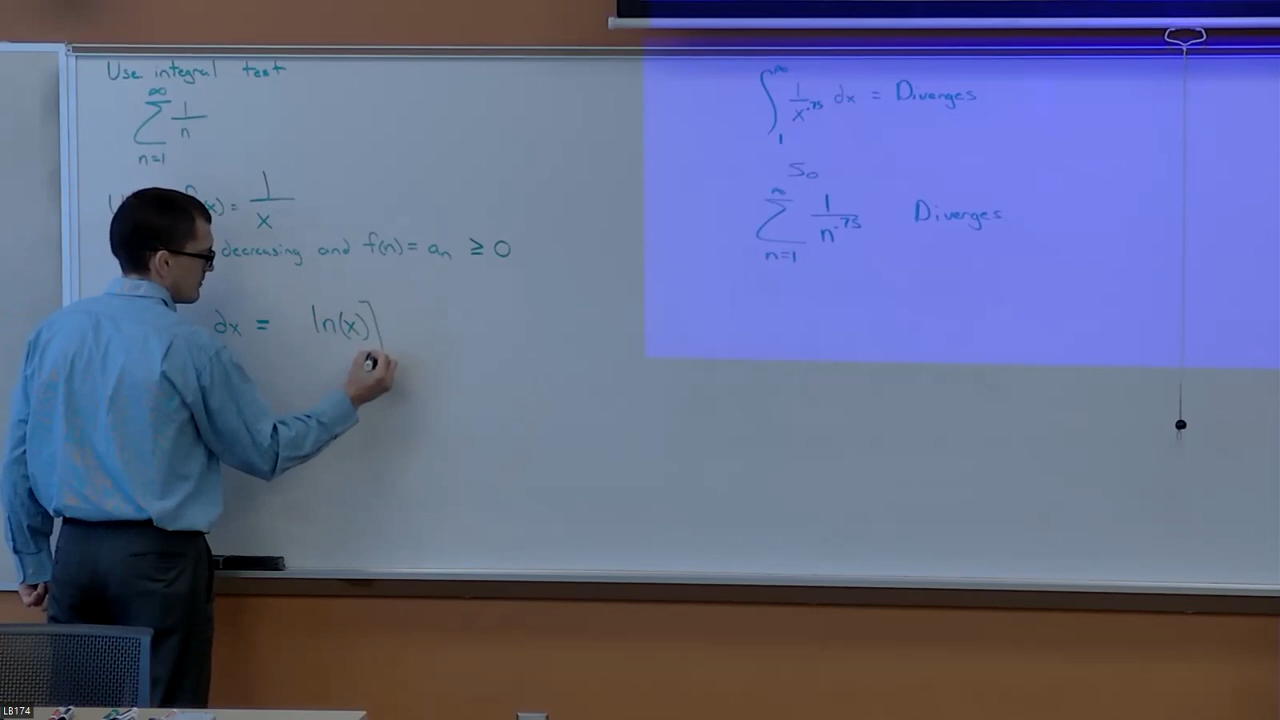 Use integral test
∞
∑ 1/n
n=1
(x) = 1/x
decreasing and f(n) = aₙ ≥ 0
dx = ln(x)]
∫₁^∞ 1/x^.75 dx = Diverges
So
∞
∑ 1/n^.75 Diverges
n=1
LB174